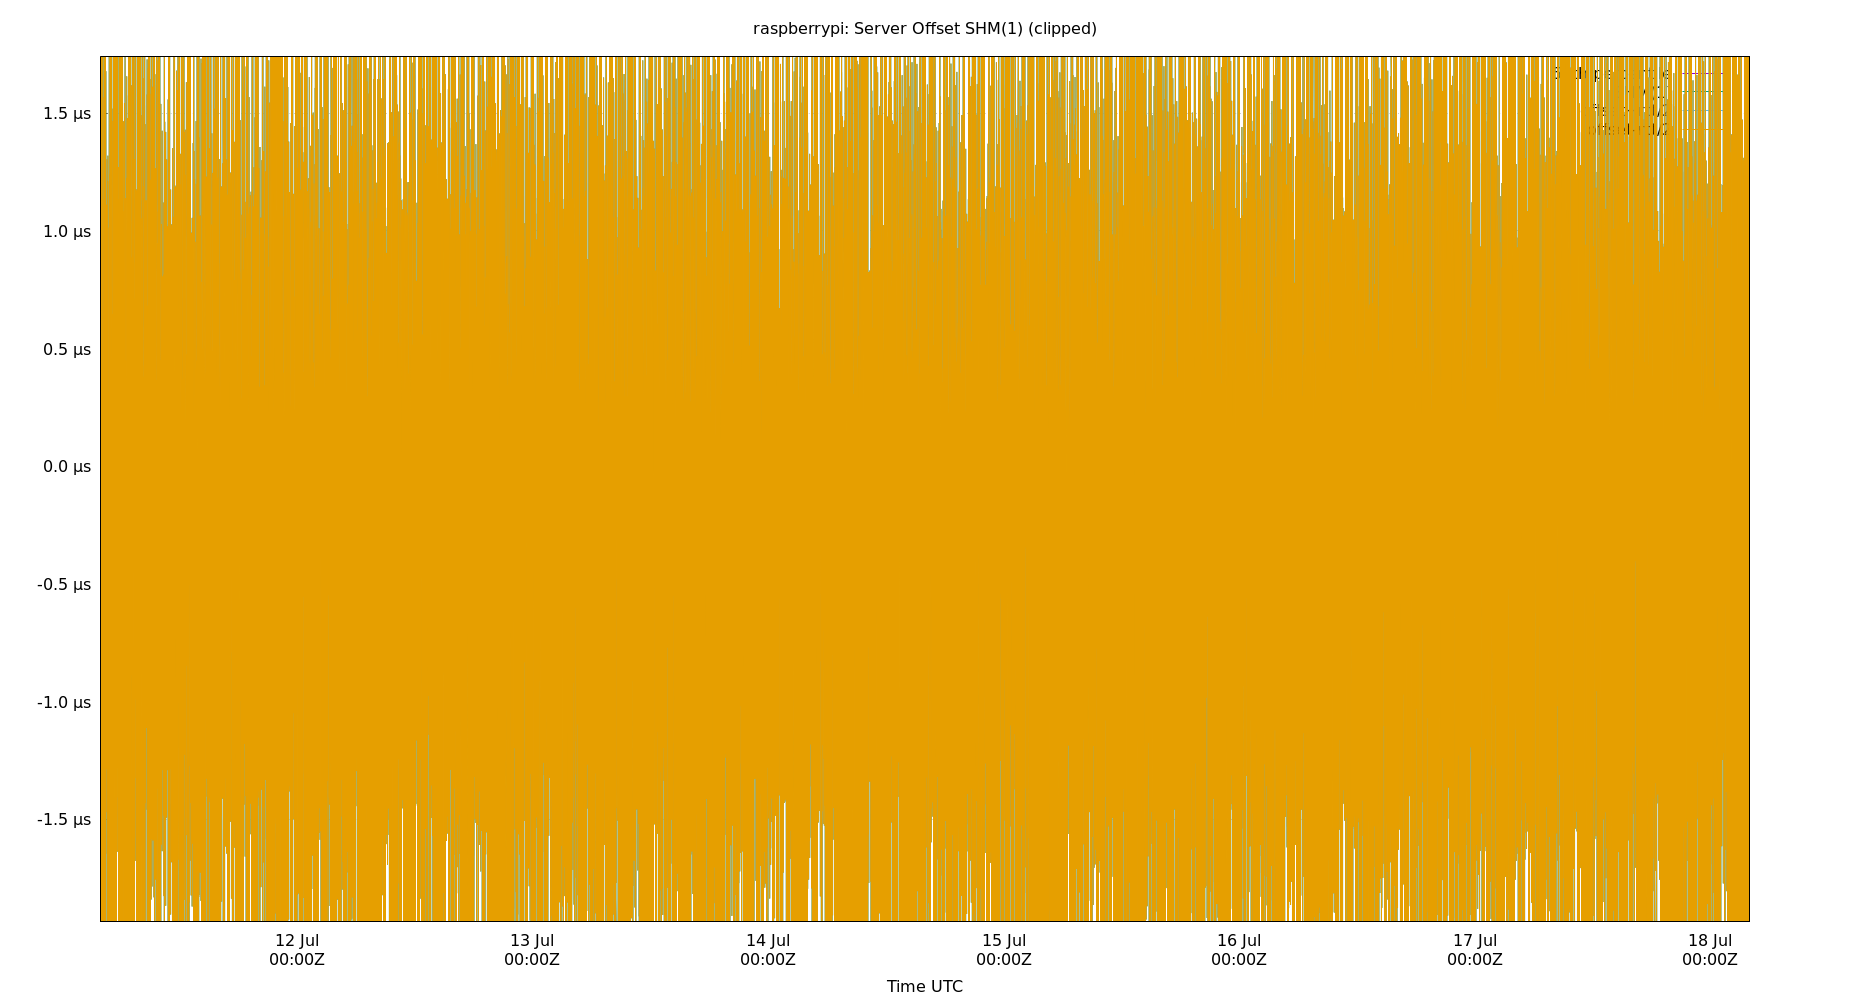 raspberrypi: Server Offset SHM(1) (clipped)
1.5 µs
1.0 µs
0.5 µs
0.0 µs
-0.5 µs
-1.0 µs
-1.5 µs
12 Jul 13 Jul 14 Jul 15 Jul 16 Jul 17 Jul 18 Jul
00:00Z 00:00Z 00:00Z 00:00Z 00:00Z 00:00Z 00:00Z
Time UTC